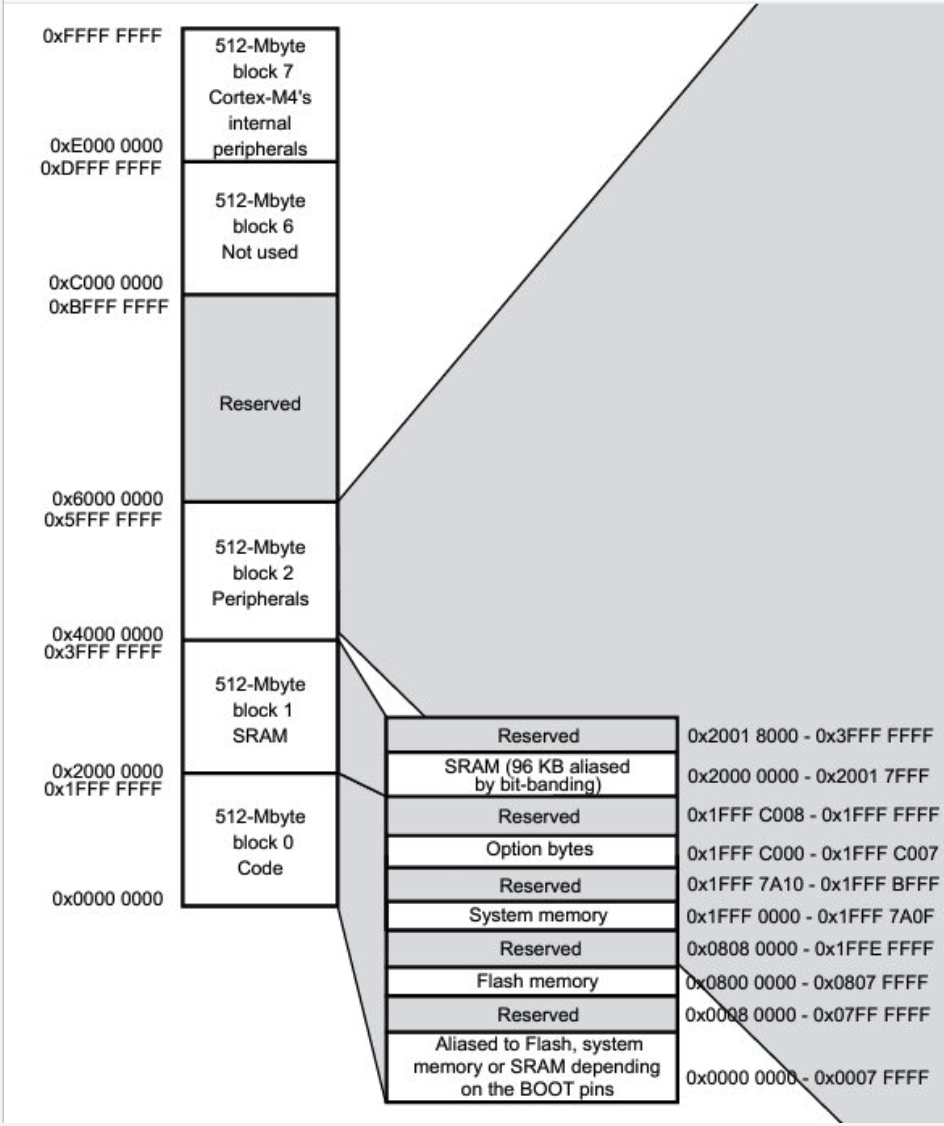 0xFFFF FFFF
512-Mbyte
block 7
Cortex-M4's
internal
peripherals
0xE000 0000
0xDFFF FFFF
512-Mbyte
block 6
Not used
0xC000 0000
0xBFFF FFFF
Reserved
0x6000 0000
0x5FFF FFFF
512-Mbyte
block 2
Peripherals
0x4000 0000
0x3FFF FFFF
512-Mbyte
block 1
SRAM
0x2000 0000
0x1FFF FFFF
512-Mbyte
block 0
Code
0x0000 0000
Reserved 0x2001 8000 - 0x3FFF FFFF
SRAM (96 KB aliased
by bit-banding) 0x2000 0000 - 0x2001 7FFF
Reserved 0x1FFF C008 - 0x1FFF FFFF
Option bytes 0x1FFF C000 - 0x1FFF C007
Reserved 0x1FFF 7A10 - 0x1FFF BFFF
System memory 0x1FFF 0000 - 0x1FFF 7A0F
Reserved 0x0808 0000 - 0x1FFE FFFF
Flash memory 0x0800 0000 - 0x0807 FFFF
Reserved 0x0008 0000 - 0x07FF FFFF
Aliased to Flash, system
memory or SRAM depending
on the BOOT pins 0x0000 0000 - 0x0007 FFFF